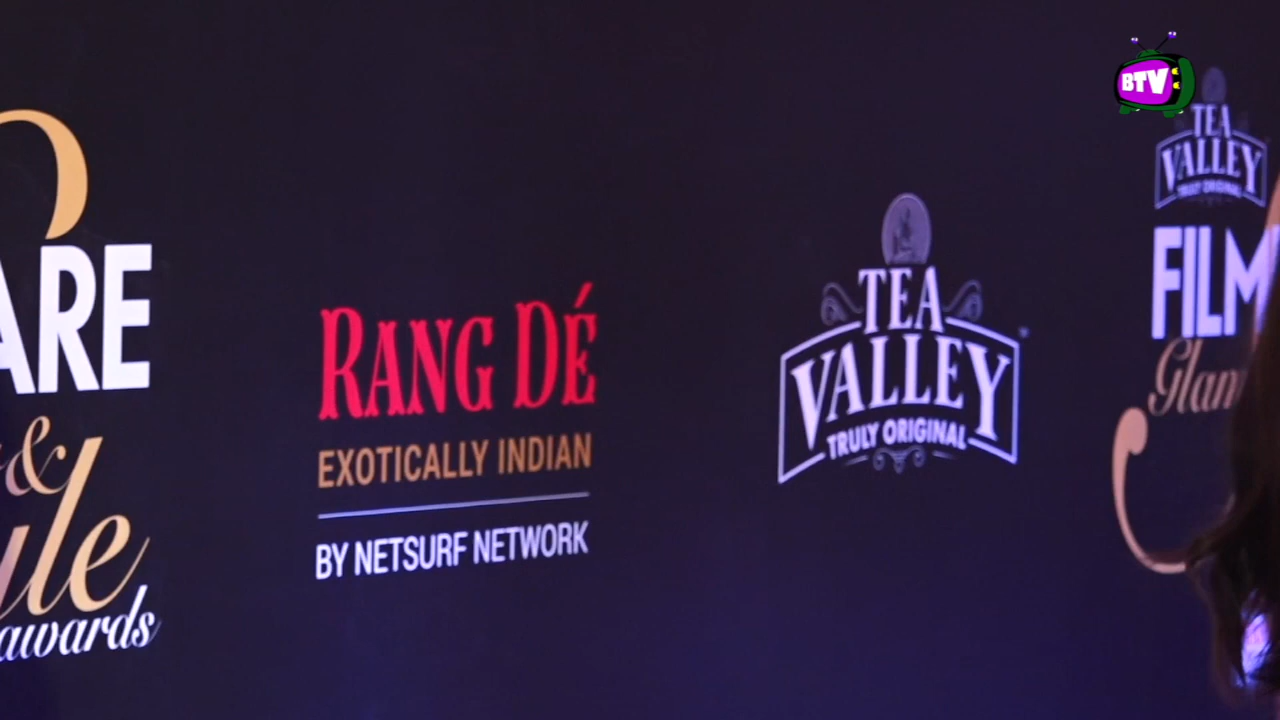 BTV
ARE
&
yle
awards
RANG DÉ
EXOTICALLY INDIAN
BY NETSURF NETWORK
TEA
VALLEY
TRULY ORIGINAL
TEA
VALLEY
TRULY ORIGINAL
FILM
Glam